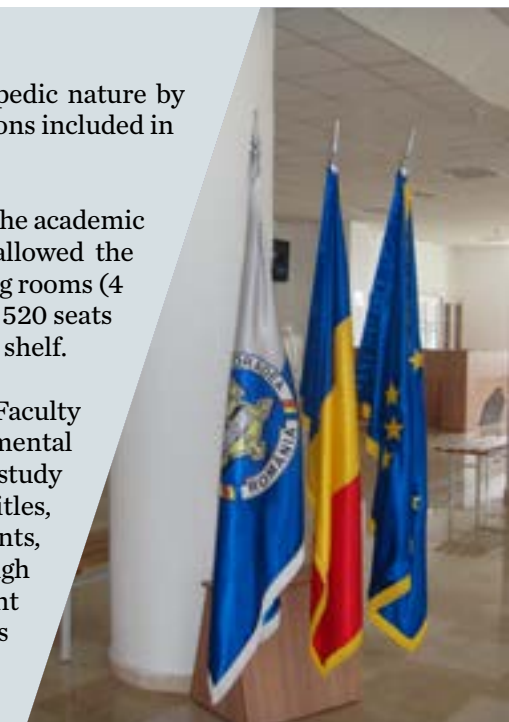 pedic nature by
ons included in
he academic
allowed the
g rooms (4
520 seats
shelf.
Faculty
mental
study
itles,
nts,
gh
nt
s
ORADEA
ROMANIA